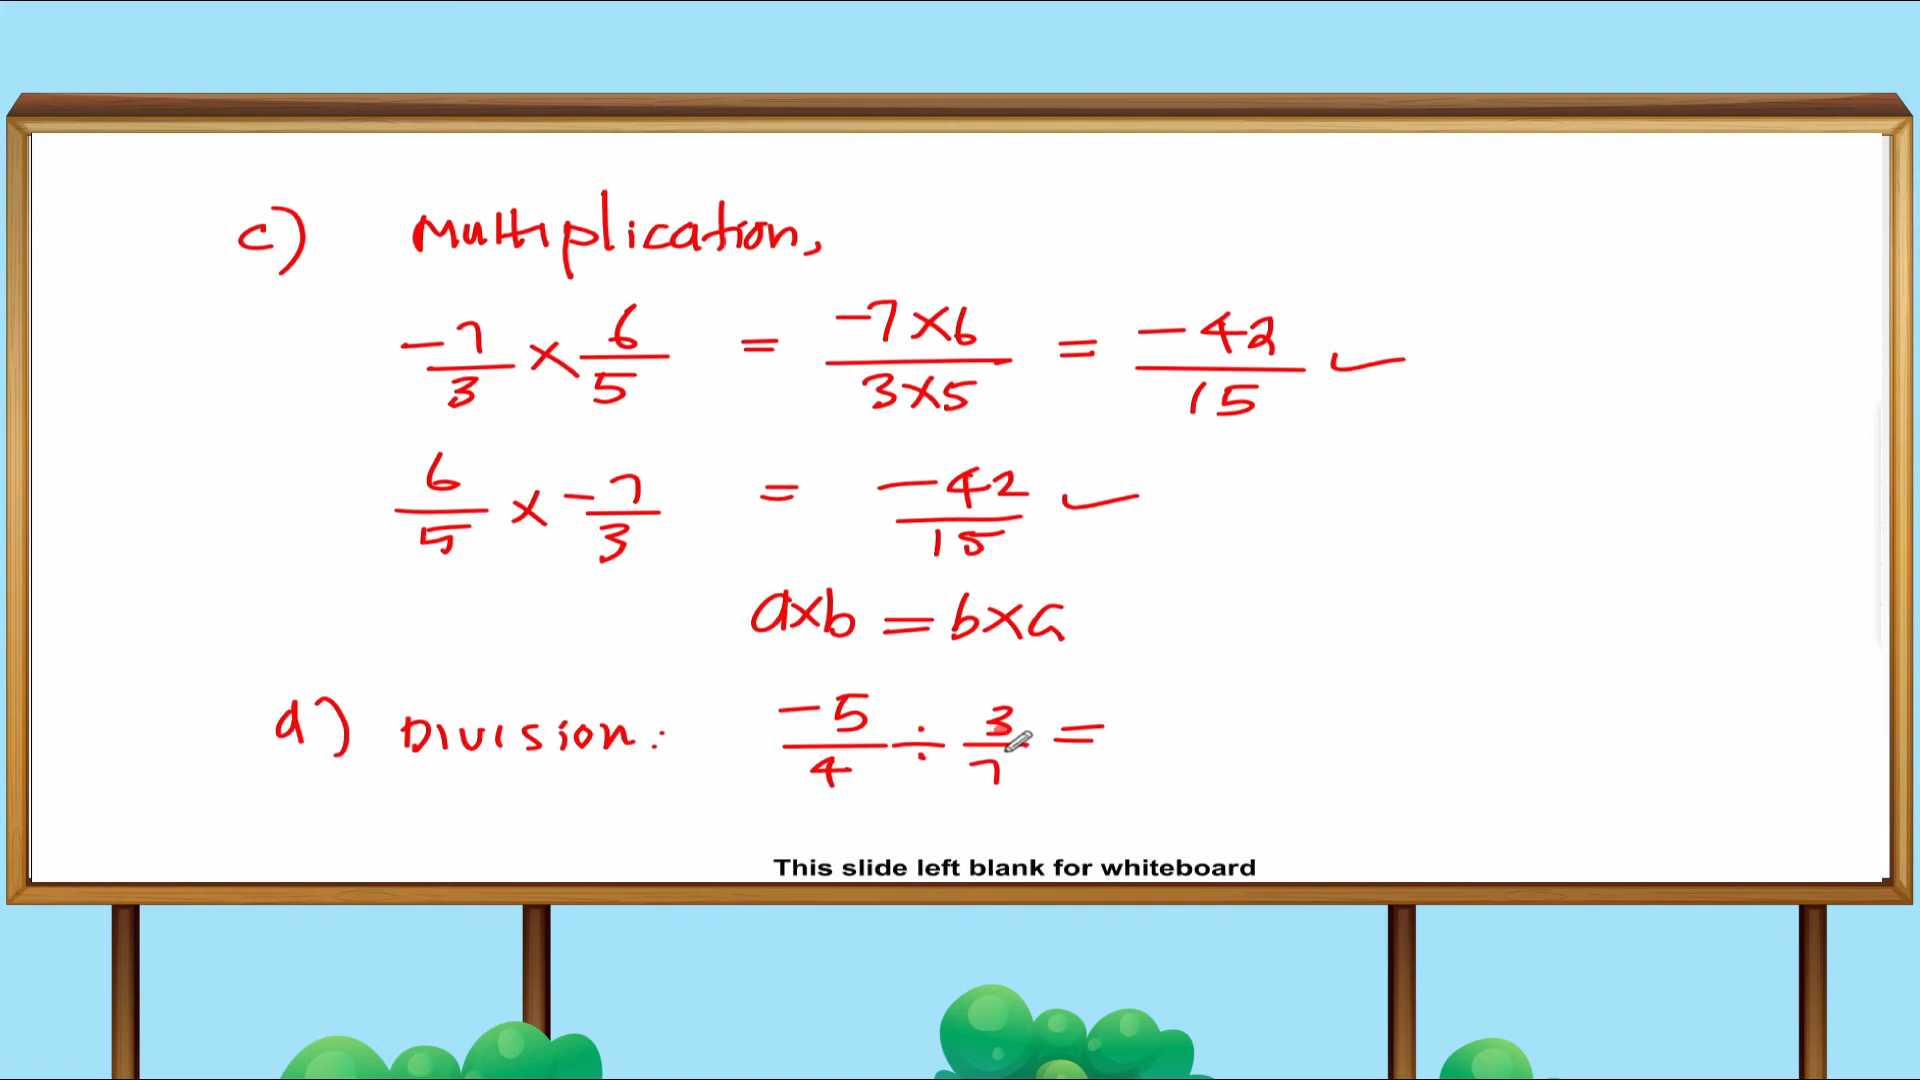 c) Multiplication,
-7/3 × 6/5 = -7×6/3×5 = -42/15 ✓
6/5 × -7/3 = -42/15 ✓
a×b = b×a
d) Division: -5/4 ÷ 3/7 =
This slide left blank for whiteboard